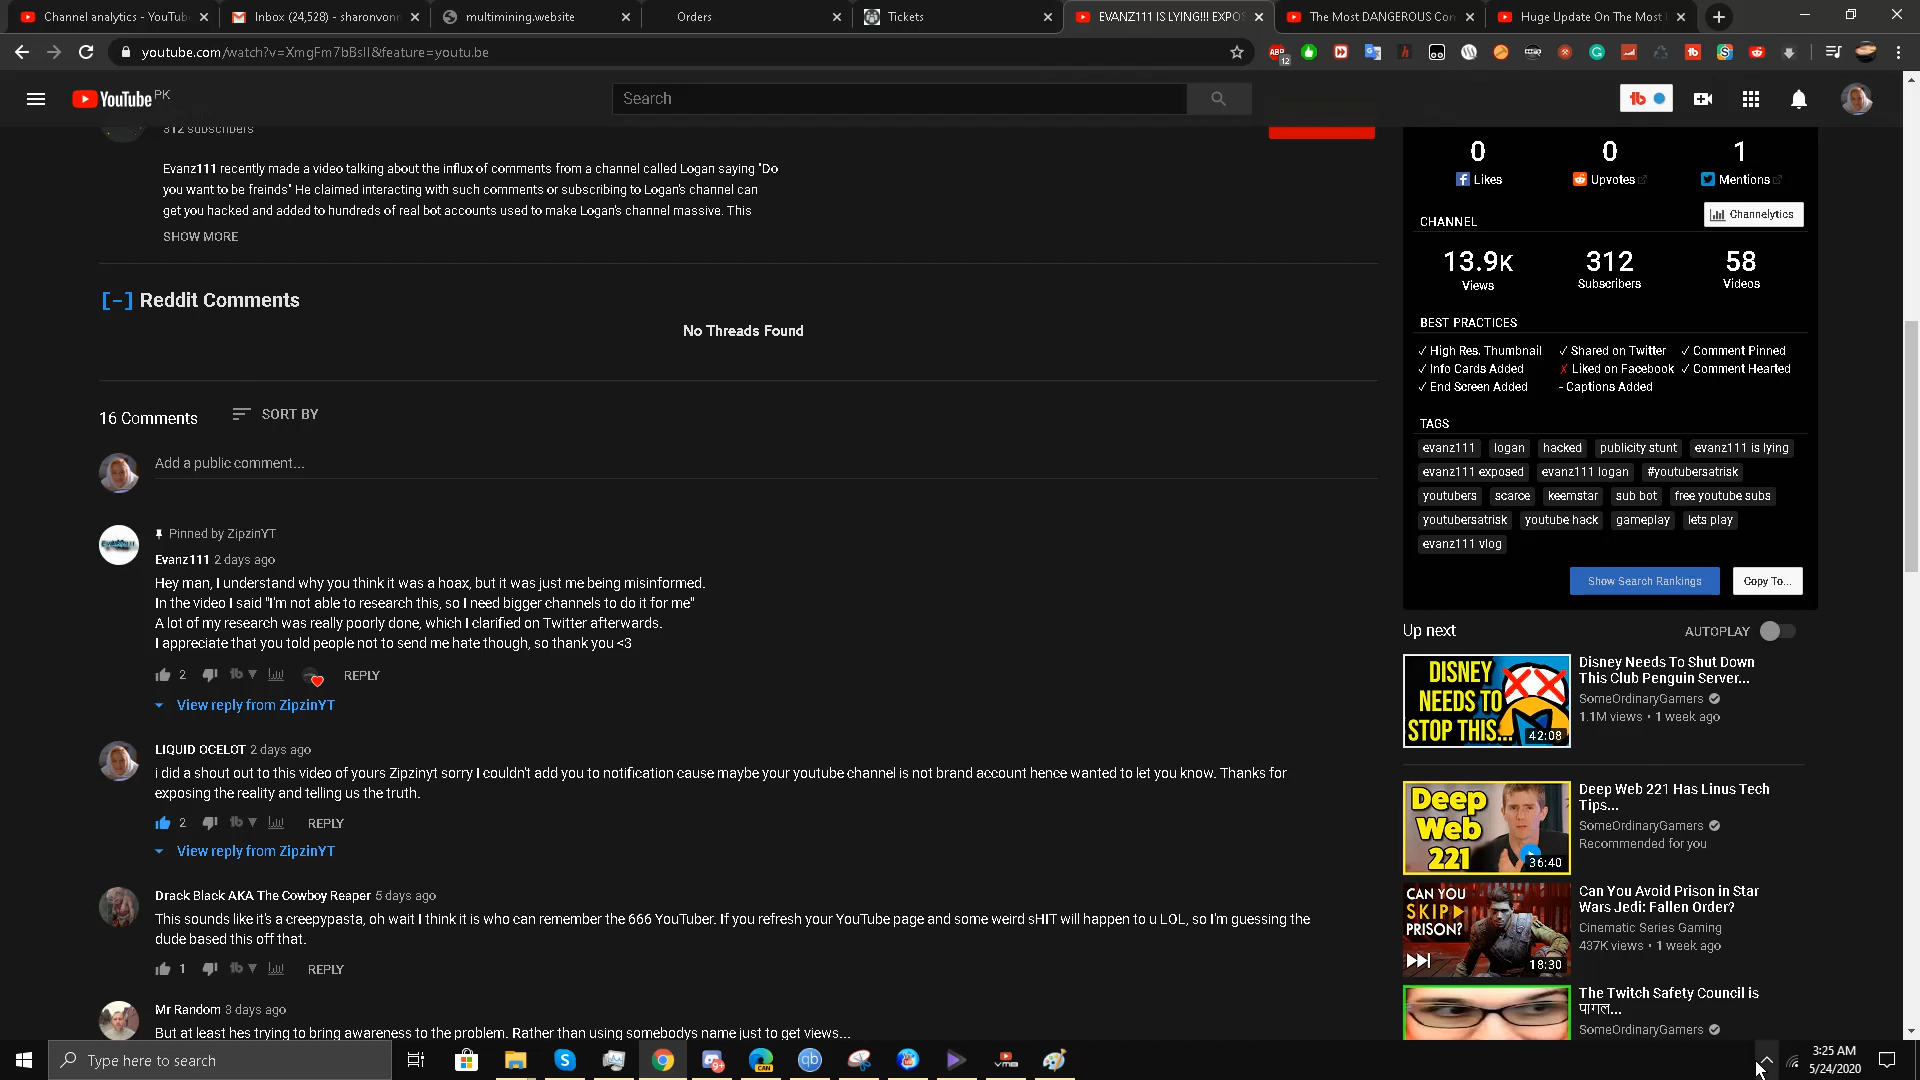 Channel analytics - YouTube
Inbox (24,528) - sharonvonn
multimining.website
Orders
Tickets
EVANZ111 IS LYING!!! EXPOS
The Most DANGEROUS Con
Huge Update On The Most
youtube.com/watch?v=XmgFm7bBslI&feature=youtu.be
12
YouTube PK
Search
312 subscribers
Evanz111 recently made a video talking about the influx of comments from a channel called Logan saying "Do
you want to be freinds" He claimed interacting with such comments or subscribing to Logan's channel can
get you hacked and added to hundreds of real bot accounts used to make Logan's channel massive. This
SHOW MORE
[-] Reddit Comments
No Threads Found
16 Comments
SORT BY
Add a public comment...
Pinned by ZipzinYT
Evanz111 2 days ago
Hey man, I understand why you think it was a hoax, but it was just me being misinformed.
In the video I said "I'm not able to research this, so I need bigger channels to do it for me"
A lot of my research was really poorly done, which I clarified on Twitter afterwards.
I appreciate that you told people not to send me hate though, so thank you <3
2
REPLY
View reply from ZipzinYT
LIQUID OCELOT 2 days ago
i did a shout out to this video of yours Zipzinyt sorry I couldn't add you to notification cause maybe your youtube channel is not brand account hence wanted to let you know. Thanks for
exposing the reality and telling us the truth.
2
REPLY
View reply from ZipzinYT
Drack Black AKA The Cowboy Reaper 5 days ago
This sounds like it's a creepypasta, oh wait I think it is who can remember the 666 YouTuber. If you refresh your YouTube page and some weird sHIT will happen to u LOL, so I'm guessing the
dude based this off that.
1
REPLY
Mr Random 3 days ago
But at least hes trying to bring awareness to the problem. Rather than using somebodys name just to get views...
0 0 1
Likes Upvotes Mentions
CHANNEL
Channelytics
13.9K 312 58
Views Subscribers Videos
BEST PRACTICES
✓ High Res. Thumbnail ✓ Shared on Twitter ✓ Comment Pinned
✓ Info Cards Added ✗ Liked on Facebook ✓ Comment Hearted
✓ End Screen Added - Captions Added
TAGS
evanz111 logan hacked publicity stunt evanz111 is lying
evanz111 exposed evanz111 logan #youtubersatrisk
youtubers scarce keemstar sub bot free youtube subs
youtubersatrisk youtube hack gameplay lets play
evanz111 vlog
Show Search Rankings
Copy To...
Up next
AUTOPLAY
DISNEY
NEEDS TO
STOP THIS...
42:08
Disney Needs To Shut Down
This Club Penguin Server...
SomeOrdinaryGamers
1.1M views • 1 week ago
Deep
Web
221
36:40
Deep Web 221 Has Linus Tech
Tips...
SomeOrdinaryGamers
Recommended for you
CAN YOU
SKIP
PRISON?
18:30
Can You Avoid Prison in Star
Wars Jedi: Fallen Order?
Cinematic Series Gaming
437K views • 1 week ago
The Twitch Safety Council is
पागल...
SomeOrdinaryGamers
Type here to search
3:25 AM
5/24/2020